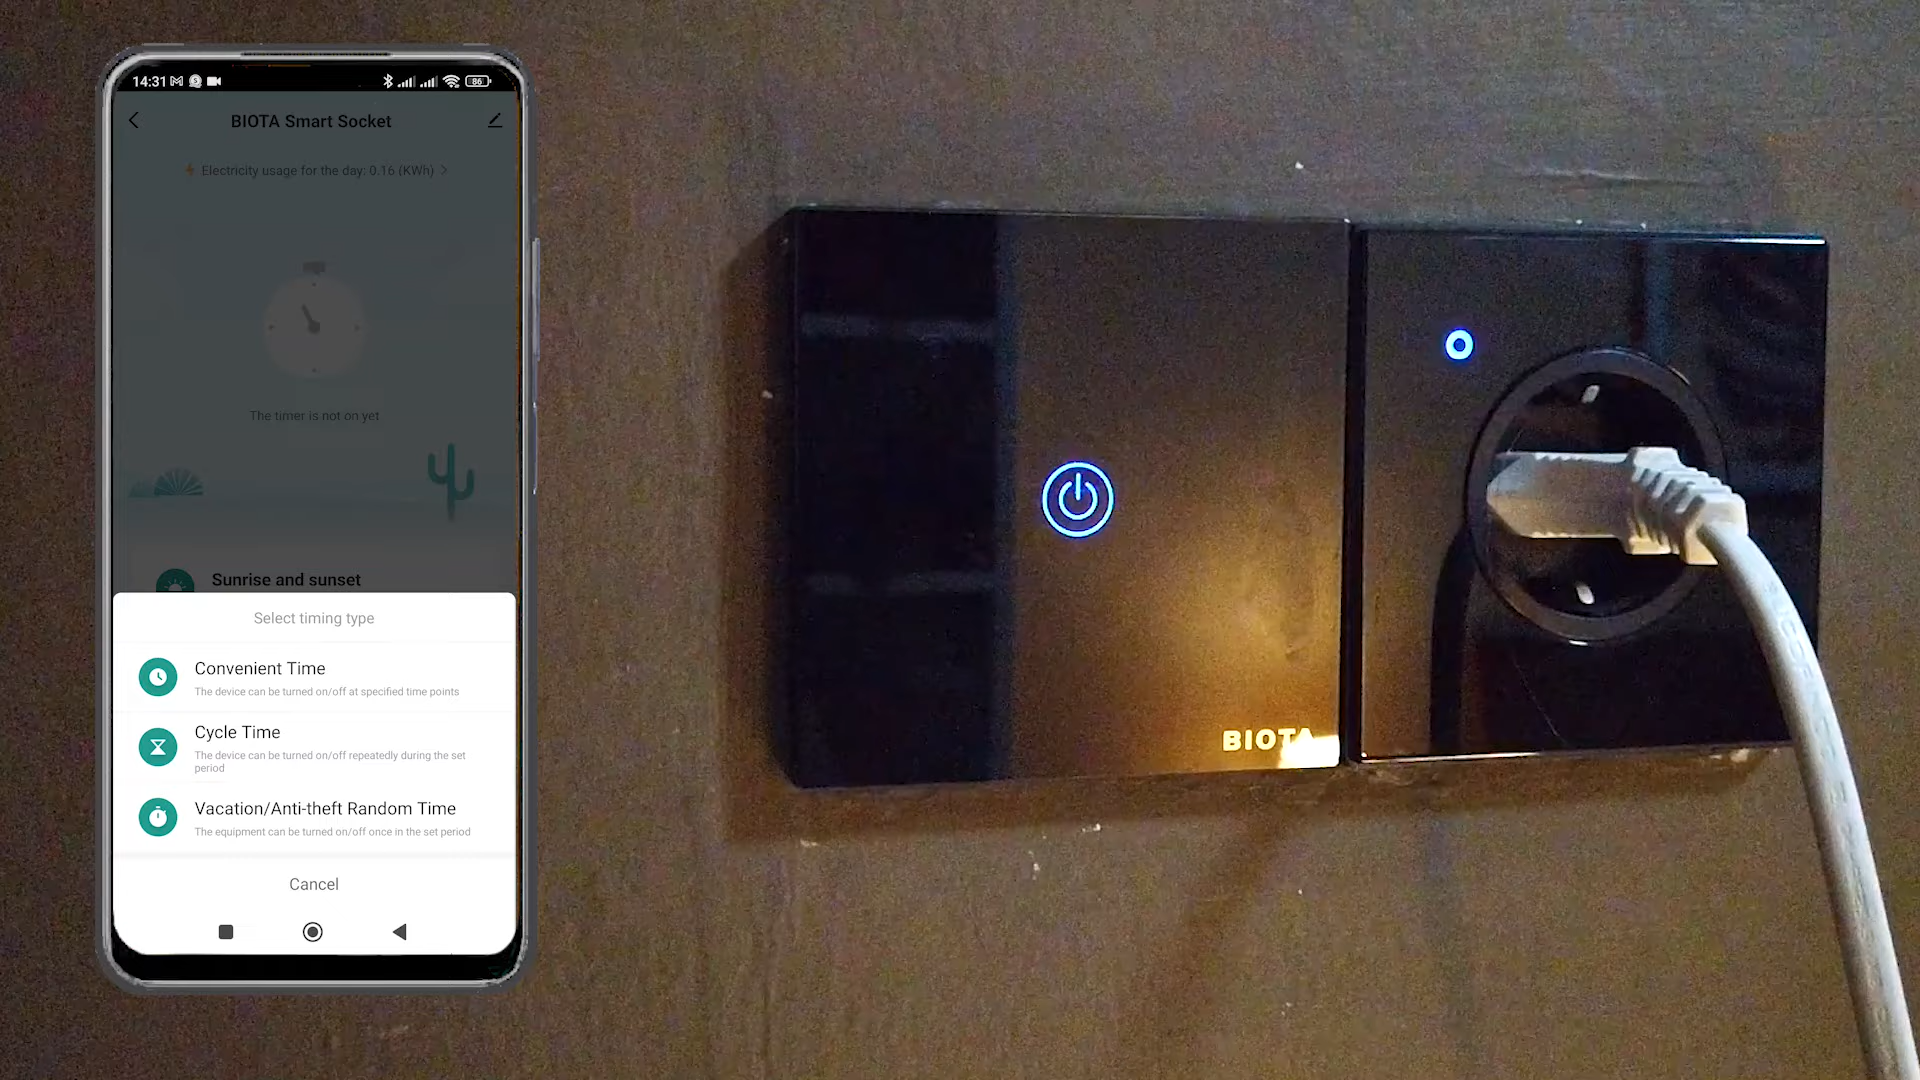 14:31
86
BIOTA Smart Socket
Electricity usage for the day: 0.16 (KWh)
The timer is not on yet
Sunrise and sunset
Select timing type
Convenient Time
The device can be turned on/off at specified time points
Cycle Time
The device can be turned on/off repeatedly during the set
period
Vacation/Anti-theft Random Time
The equipment can be turned on/off once in the set period
Cancel
BIOTA